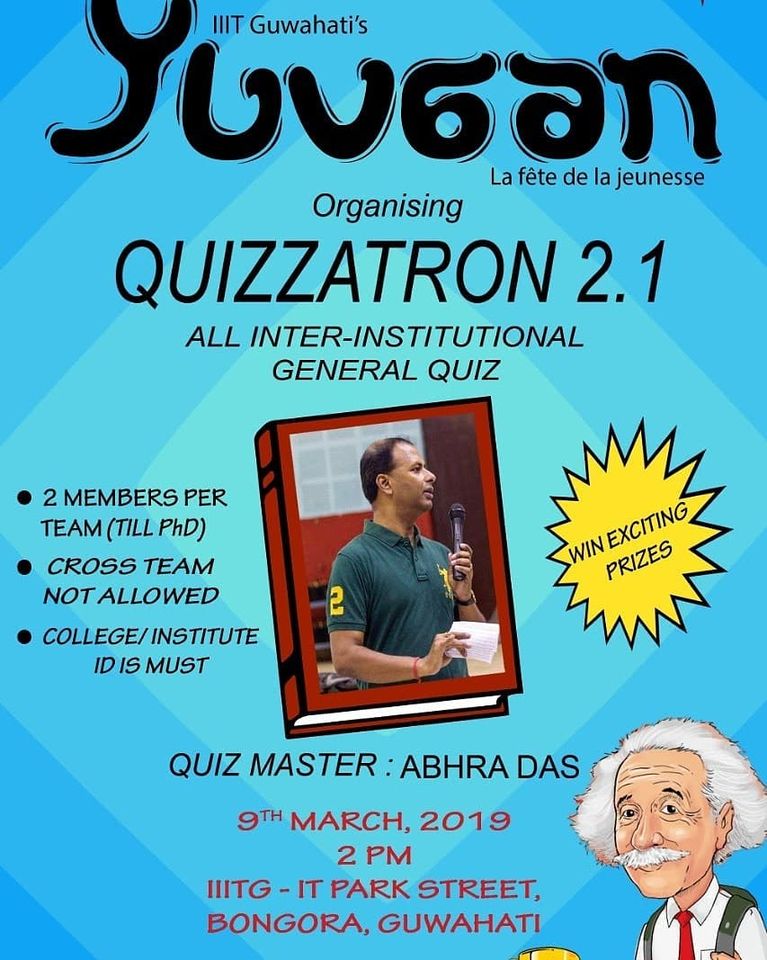 IIIT Guwahati's
Yuvaan
La fête de la jeunesse
Organising
QUIZZATRON 2.1
ALL INTER-INSTITUTIONAL
GENERAL QUIZ
● 2 MEMBERS PER
TEAM (TILL PhD)
● CROSS TEAM
NOT ALLOWED
● COLLEGE/ INSTITUTE
ID IS MUST
2
WIN EXCITING
PRIZES
QUIZ MASTER : ABHRA DAS
9TH MARCH, 2019
2 PM
IIITG - IT PARK STREET,
BONGORA, GUWAHATI